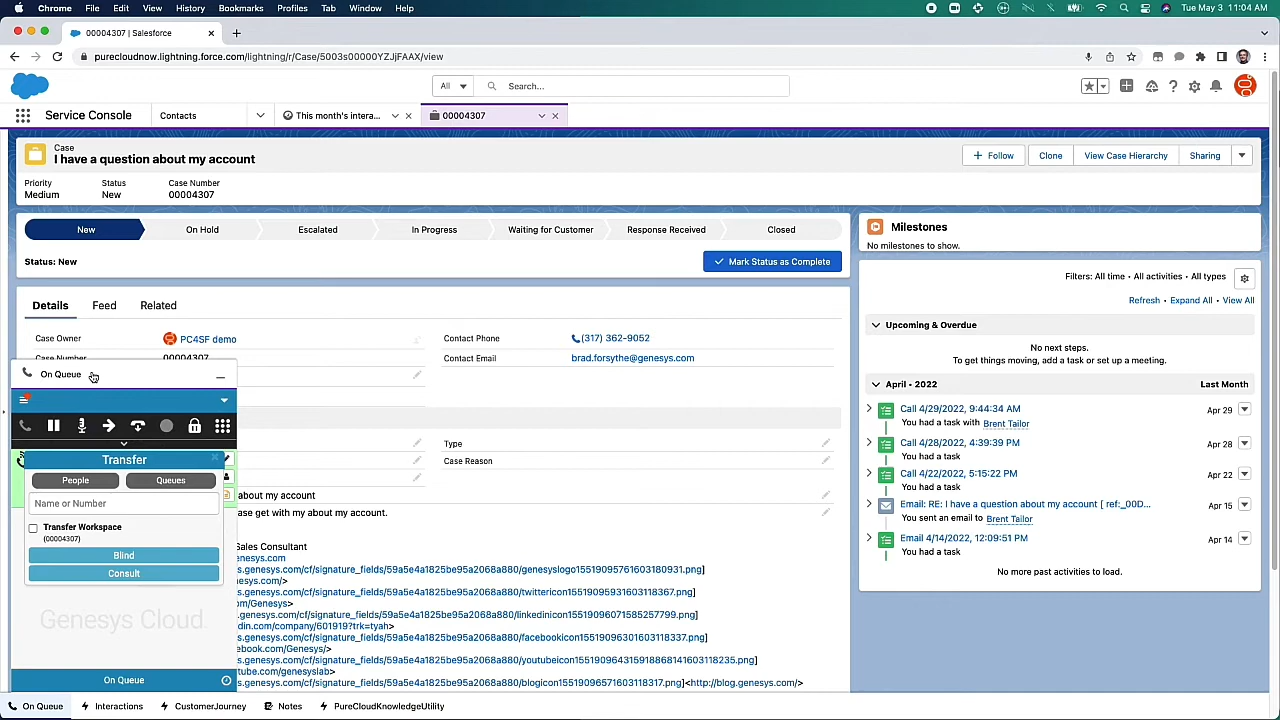 Chrome File Edit View History Bookmarks Profiles Tab Window Help Tue May 3 11:04 AM
00004307 | Salesforce
purecloudnow.lightning.force.com/lightning/r/Case/5003s00000YZJjFAAX/view
All Search...
Service Console Contacts This month's intera... 00004307
Case
I have a question about my account
Follow Clone View Case Hierarchy Sharing
Priority Status Case Number
Medium New 00004307
New On Hold Escalated In Progress Waiting for Customer Response Received Closed
Status: New Mark Status as Complete
Milestones
No milestones to show.
Filters: All time • All activities • All types
Refresh • Expand All • View All
Details Feed Related
Case Owner PC4SF demo Contact Phone (317) 362-9052
Case Number 00004307 Contact Email brad.forsythe@genesys.com
Type
Case Reason
about my account
ase get with my about my account.
Sales Consultant
genesys.com
s.genesys.com/cf/signature_fields/59a5e4a1825be95a2068a880/genesyslogo15519095761603180931.png]
sys.com/>
s.genesys.com/cf/signature_fields/59a5e4a1825be95a2068a880/twittericon15519095931603118367.png]
om/Genesys>
.genesys.com/cf/signature_fields/59a5e4a1825be95a2068a880/linkedinicon15519096071585257799.png]
din.com/company/601919?trk=tyah>
s.genesys.com/cf/signature_fields/59a5e4a1825be95a2068a880/facebookicon15519096301603118337.png]
ebook.com/Genesys/>
s.genesys.com/cf/signature_fields/59a5e4a1825be95a2068a880/youtubeicon155190964315918868141603118235.png]
tube.com/genesyslab>
s.genesys.com/cf/signature_fields/59a5e4a1825be95a2068a880/blogicon15519096571603118317.png]<http://blog.genesys.com/>
On Queue
Transfer
People Queues
Name or Number
Transfer Workspace
(00004307)
Blind
Consult
Genesys Cloud
On Queue
Upcoming & Overdue
No next steps.
To get things moving, add a task or set up a meeting.
April • 2022 Last Month
Call 4/29/2022, 9:44:34 AM Apr 29
You had a task with Brent Tailor
Call 4/28/2022, 4:39:39 PM Apr 28
You had a task
Call 4/22/2022, 5:15:22 PM Apr 22
You had a task
Email: RE: I have a question about my account [ ref:_00D... Apr 15
You sent an email to Brent Tailor
Email 4/14/2022, 12:09:51 PM Apr 14
You had a task
No more past activities to load.
On Queue Interactions CustomerJourney Notes PureCloudKnowledgeUtility